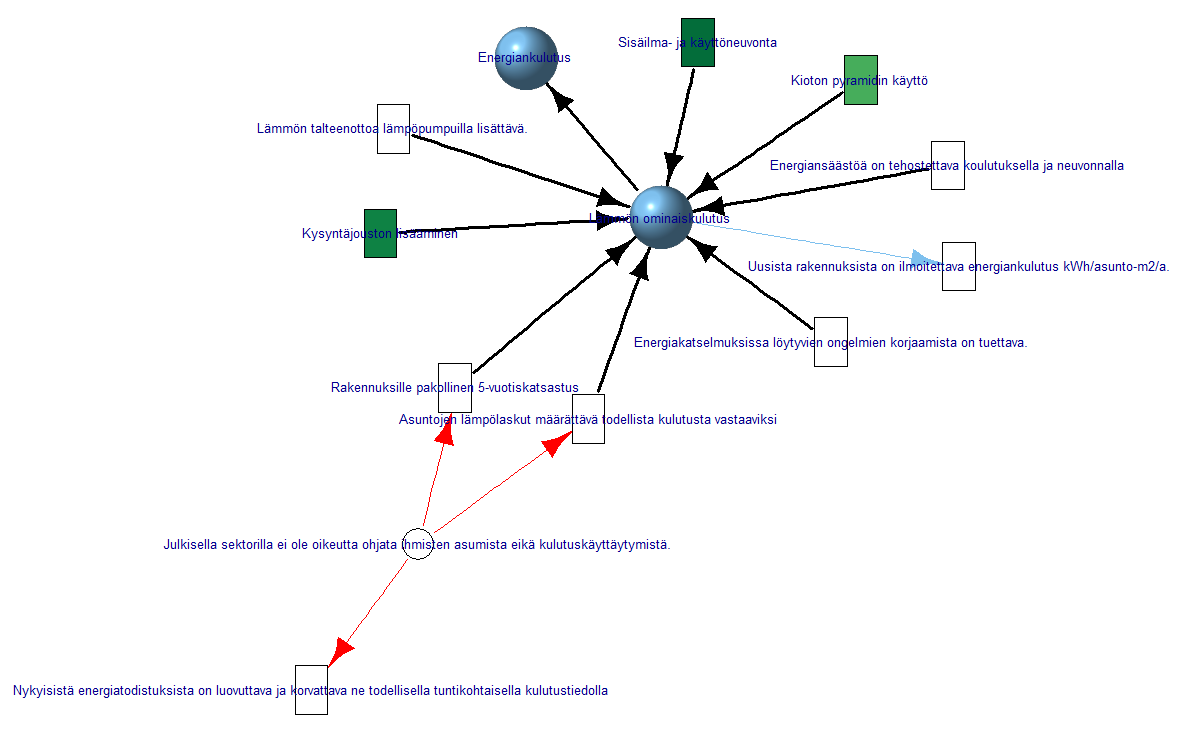 Sisäilma- ja käyttöneuvonta
Energiankulutus
Kioton pyramidin käyttö
Lämmön talteenottoa lämpöpumpuilla lisättävä.
Energiansäästöä on tehostettava koulutuksella ja neuvonnalla
Lämmön ominaiskulutus
Kysyntäjouston lisääminen
Uusista rakennuksista on ilmoitettava energiankulutus kWh/asunto-m2/a.
Energiakatselmuksissa löytyvien ongelmien korjaamista on tuettava.
Rakennuksille pakollinen 5-vuotiskatsastus
Asuntojen lämpölaskut määrättävä todellista kulutusta vastaaviksi
Julkisella sektorilla ei ole oikeutta ohjata ihmisten asumista eikä kulutuskäyttäytymistä.
Nykyisistä energiatodistuksista on luovuttava ja korvattava ne todellisella tuntikohtaisella kulutustiedolla